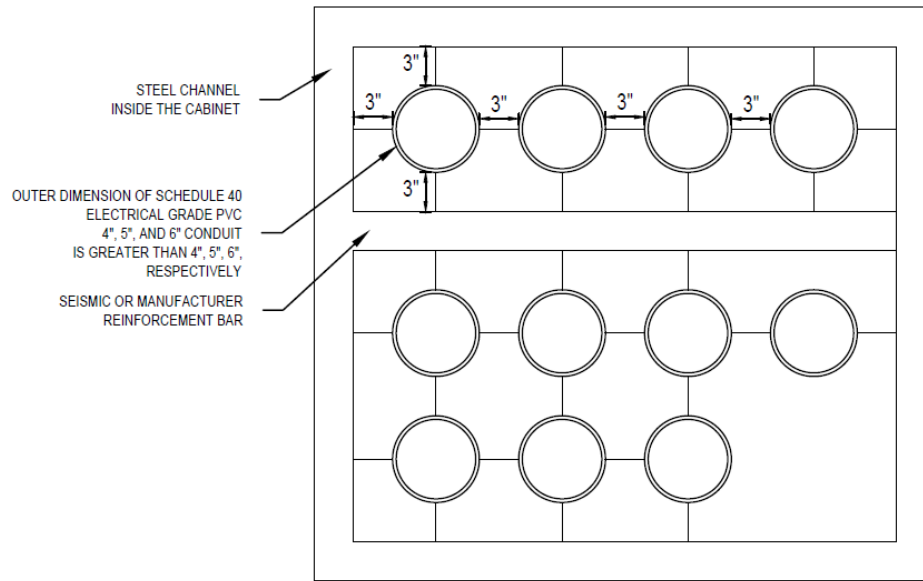 3"
3"
3"
3"
3"
3"
STEEL CHANNEL
INSIDE THE CABINET
OUTER DIMENSION OF SCHEDULE 40
ELECTRICAL GRADE PVC
4", 5", AND 6" CONDUIT
IS GREATER THAN 4", 5", 6",
RESPECTIVELY
SEISMIC OR MANUFACTURER
REINFORCEMENT BAR